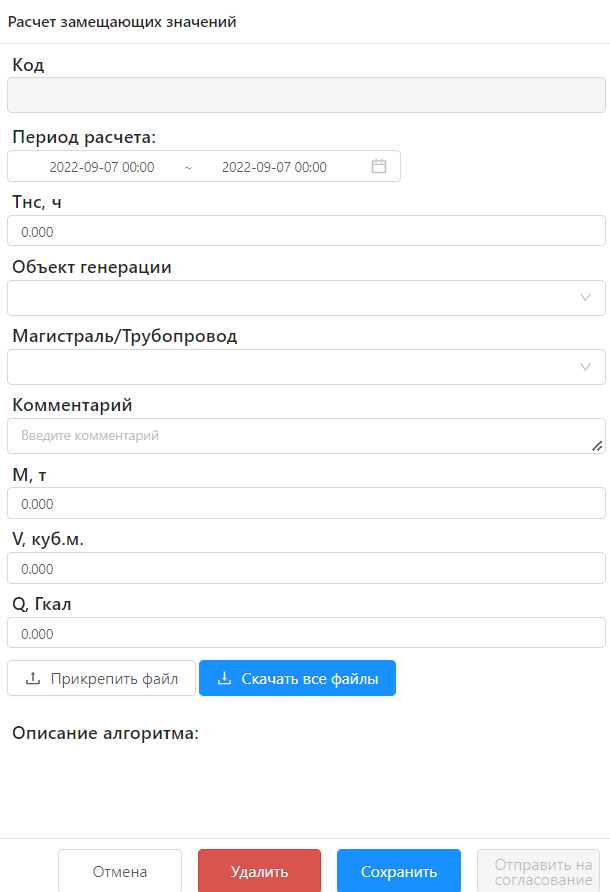 Расчет замещающих значений
Код
Период расчета:
2022-09-07 00:00 ~ 2022-09-07 00:00
Тнс, ч
0.000
Объект генерации
Магистраль/Трубопровод
Комментарий
Введите комментарий
М, т
0.000
V, куб.м.
0.000
Q, Гкал
0.000
Прикрепить файл Скачать все файлы
Описание алгоритма:
Отмена Удалить Сохранить Отправить на
согласование